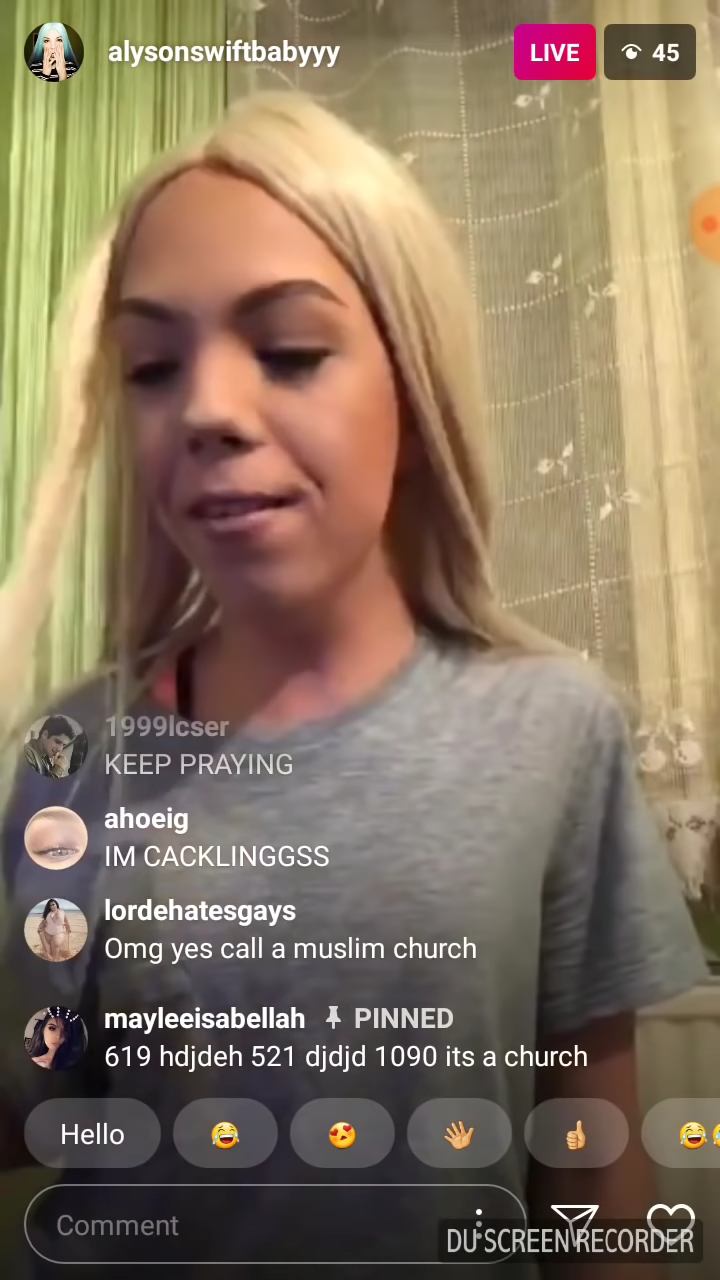 alysonswiftbabyyy
LIVE
45
1999lcser
KEEP PRAYING
ahoeig
IM CACKLINGGSS
lordehatesgays
Omg yes call a muslim church
mayleeisabellah PINNED
619 hdjdeh 521 djdjd 1090 its a church
Hello
Comment
DU SCREEN RECORDER